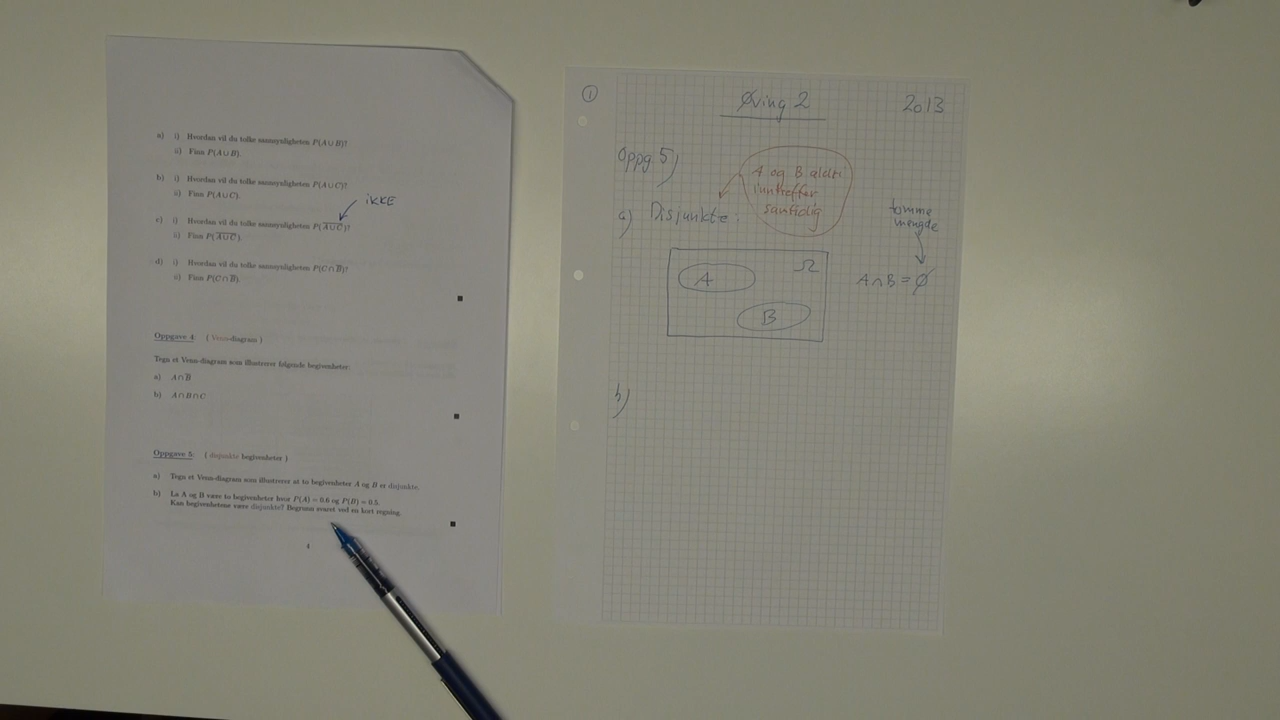 a) i) Hvordan vil du tolke sannsynligheten P(A∪B)?
ii) Finn P(A∪B).
b) i) Hvordan vil du tolke sannsynligheten P(A∪C)?
ii) Finn P(A∪C).
IKKE
c) i) Hvordan vil du tolke sannsynligheten P(A̅∪̅C̅)?
ii) Finn P(A̅∪̅C̅).
d) i) Hvordan vil du tolke sannsynligheten P(C∩B̅)?
ii) Finn P(C∩B̅).
Oppgave 4: ( Venn-diagram )
Tegn et Venn-diagram som illustrerer følgende begivenheter:
a) A∩B̅
b) A∩B∩C
Oppgave 5: ( disjunkte begivenheter )
a) Tegn et Venn-diagram som illustrerer at to begivenheter A og B er disjunkte.
b) La A og B være to begivenheter hvor P(A) = 0.6 og P(B) = 0.5.
Kan begivenhetene være disjunkte? Begrunn svaret ved en kort regning.
4
① Øving 2 2013
Oppg. 5)
A og B aldri
inntreffer
samtidig
a) Disjunkte:
tomme
mengde
A Ω
A∩B = Ø
B
b)